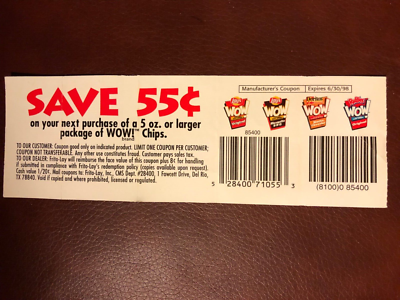 SAVE 55¢
on your next purchase of a 5 oz. or larger
package of WOW!™ Chips.
brand
TO OUR CUSTOMER: Coupon good only on indicated product. LIMIT ONE COUPON PER CUSTOMER;
COUPON NOT TRANSFERABLE. Any other use constitutes fraud. Customer pays sales tax.
TO OUR DEALER: Frito-Lay will reimburse the face value of this coupon plus 8¢ for handling
if submitted in compliance with Frito-Lay's redemption policy (copies available upon request).
Cash value 1/20¢. Mail coupons to: Frito-Lay, Inc., CMS Dept. #28400, 1 Fawcett Drive, Del Rio,
TX 78840. Void if copied and where prohibited, licensed or regulated.
Manufacturer's Coupon Expires 6/30/98
WOW WOW WOW WOW
85400
5 28400 71055 3
(8100)0 85400